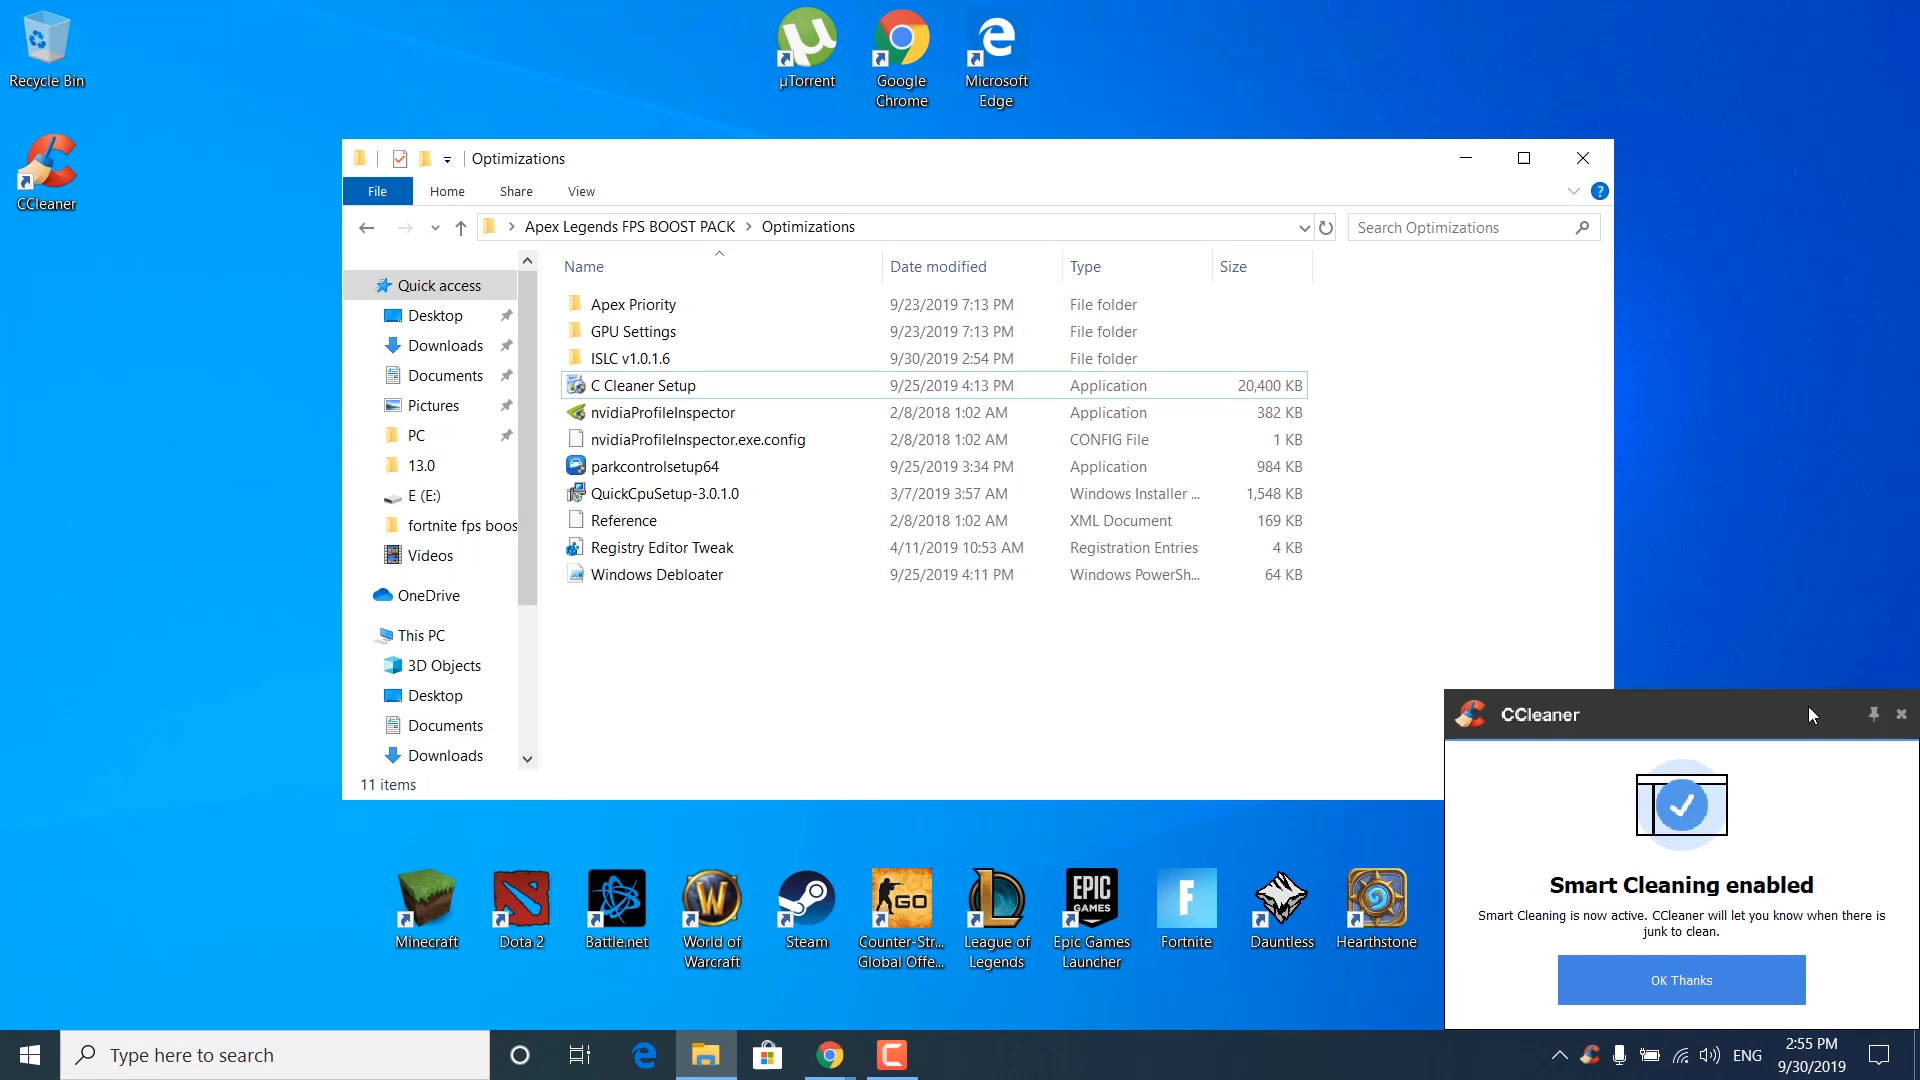 Recycle Bin
CCleaner
µTorrent
Google
Chrome
Microsoft
Edge
Optimizations
File
Home
Share
View
Apex Legends FPS BOOST PACK
Optimizations
Search Optimizations
Name
Date modified
Type
Size
Quick access
Desktop
Downloads
Documents
Pictures
PC
13.0
E (E:)
fortnite fps boos
Videos
OneDrive
This PC
3D Objects
Desktop
Documents
Downloads
Apex Priority 9/23/2019 7:13 PM File folder
GPU Settings 9/23/2019 7:13 PM File folder
ISLC v1.0.1.6 9/30/2019 2:54 PM File folder
C Cleaner Setup 9/25/2019 4:13 PM Application 20,400 KB
nvidiaProfileInspector 2/8/2018 1:02 AM Application 382 KB
nvidiaProfileInspector.exe.config 2/8/2018 1:02 AM CONFIG File 1 KB
parkcontrolsetup64 9/25/2019 3:34 PM Application 984 KB
QuickCpuSetup-3.0.1.0 3/7/2019 3:57 AM Windows Installer ... 1,548 KB
Reference 2/8/2018 1:02 AM XML Document 169 KB
Registry Editor Tweak 4/11/2019 10:53 AM Registration Entries 4 KB
Windows Debloater 9/25/2019 4:11 PM Windows PowerSh... 64 KB
11 items
CCleaner
Smart Cleaning enabled
Smart Cleaning is now active. CCleaner will let you know when there is
junk to clean.
OK Thanks
Minecraft
Dota 2
Battle.net
World of
Warcraft
Steam
GO
Counter-Str...
Global Offe...
League of
Legends
EPIC
GAMES
Epic Games
Launcher
F
Fortnite
Dauntless
Hearthstone
Type here to search
ENG
2:55 PM
9/30/2019